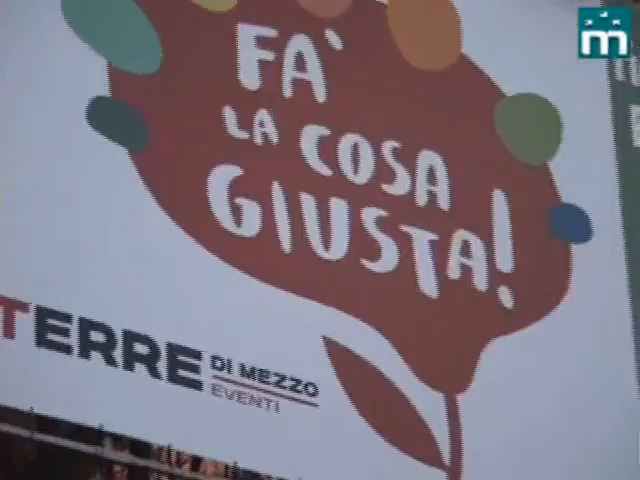 FA'
LA COSA
GIUSTA!
TERRE
DI MEZZO
EVENTI
m